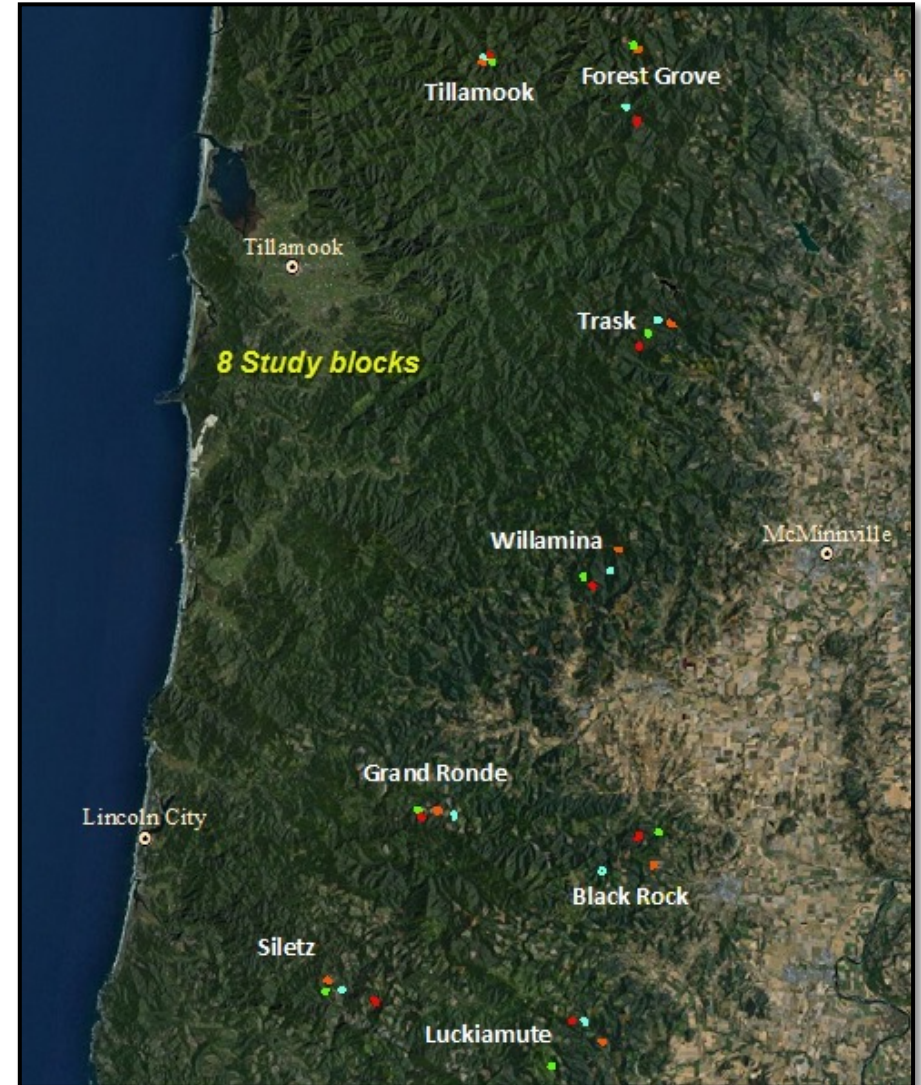 Forest Grove
Tillamook
Tillamook
Trask
8 Study blocks
Willamina
McMinnville
Grand Ronde
Lincoln City
Black Rock
Siletz
Luckiamute